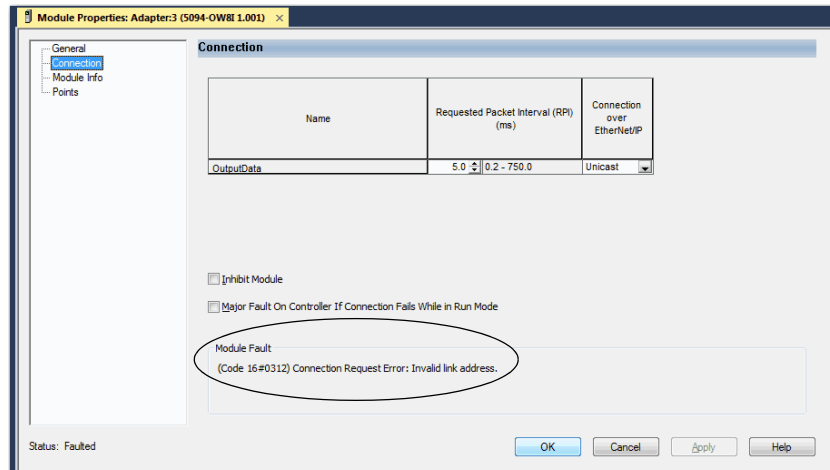 Module Properties: Adapter:3 (5094-OW8I 1.001) ×
General
Connection
Module Info
Points
Connection
Name
Requested Packet Interval (RPI)
(ms)
Connection
over
EtherNet/IP
OutputData
5.0
0.2 - 750.0
Unicast
Inhibit Module
Major Fault On Controller If Connection Fails While in Run Mode
Module Fault
(Code 16#0312) Connection Request Error: Invalid link address.
Status: Faulted
OK
Cancel
Apply
Help